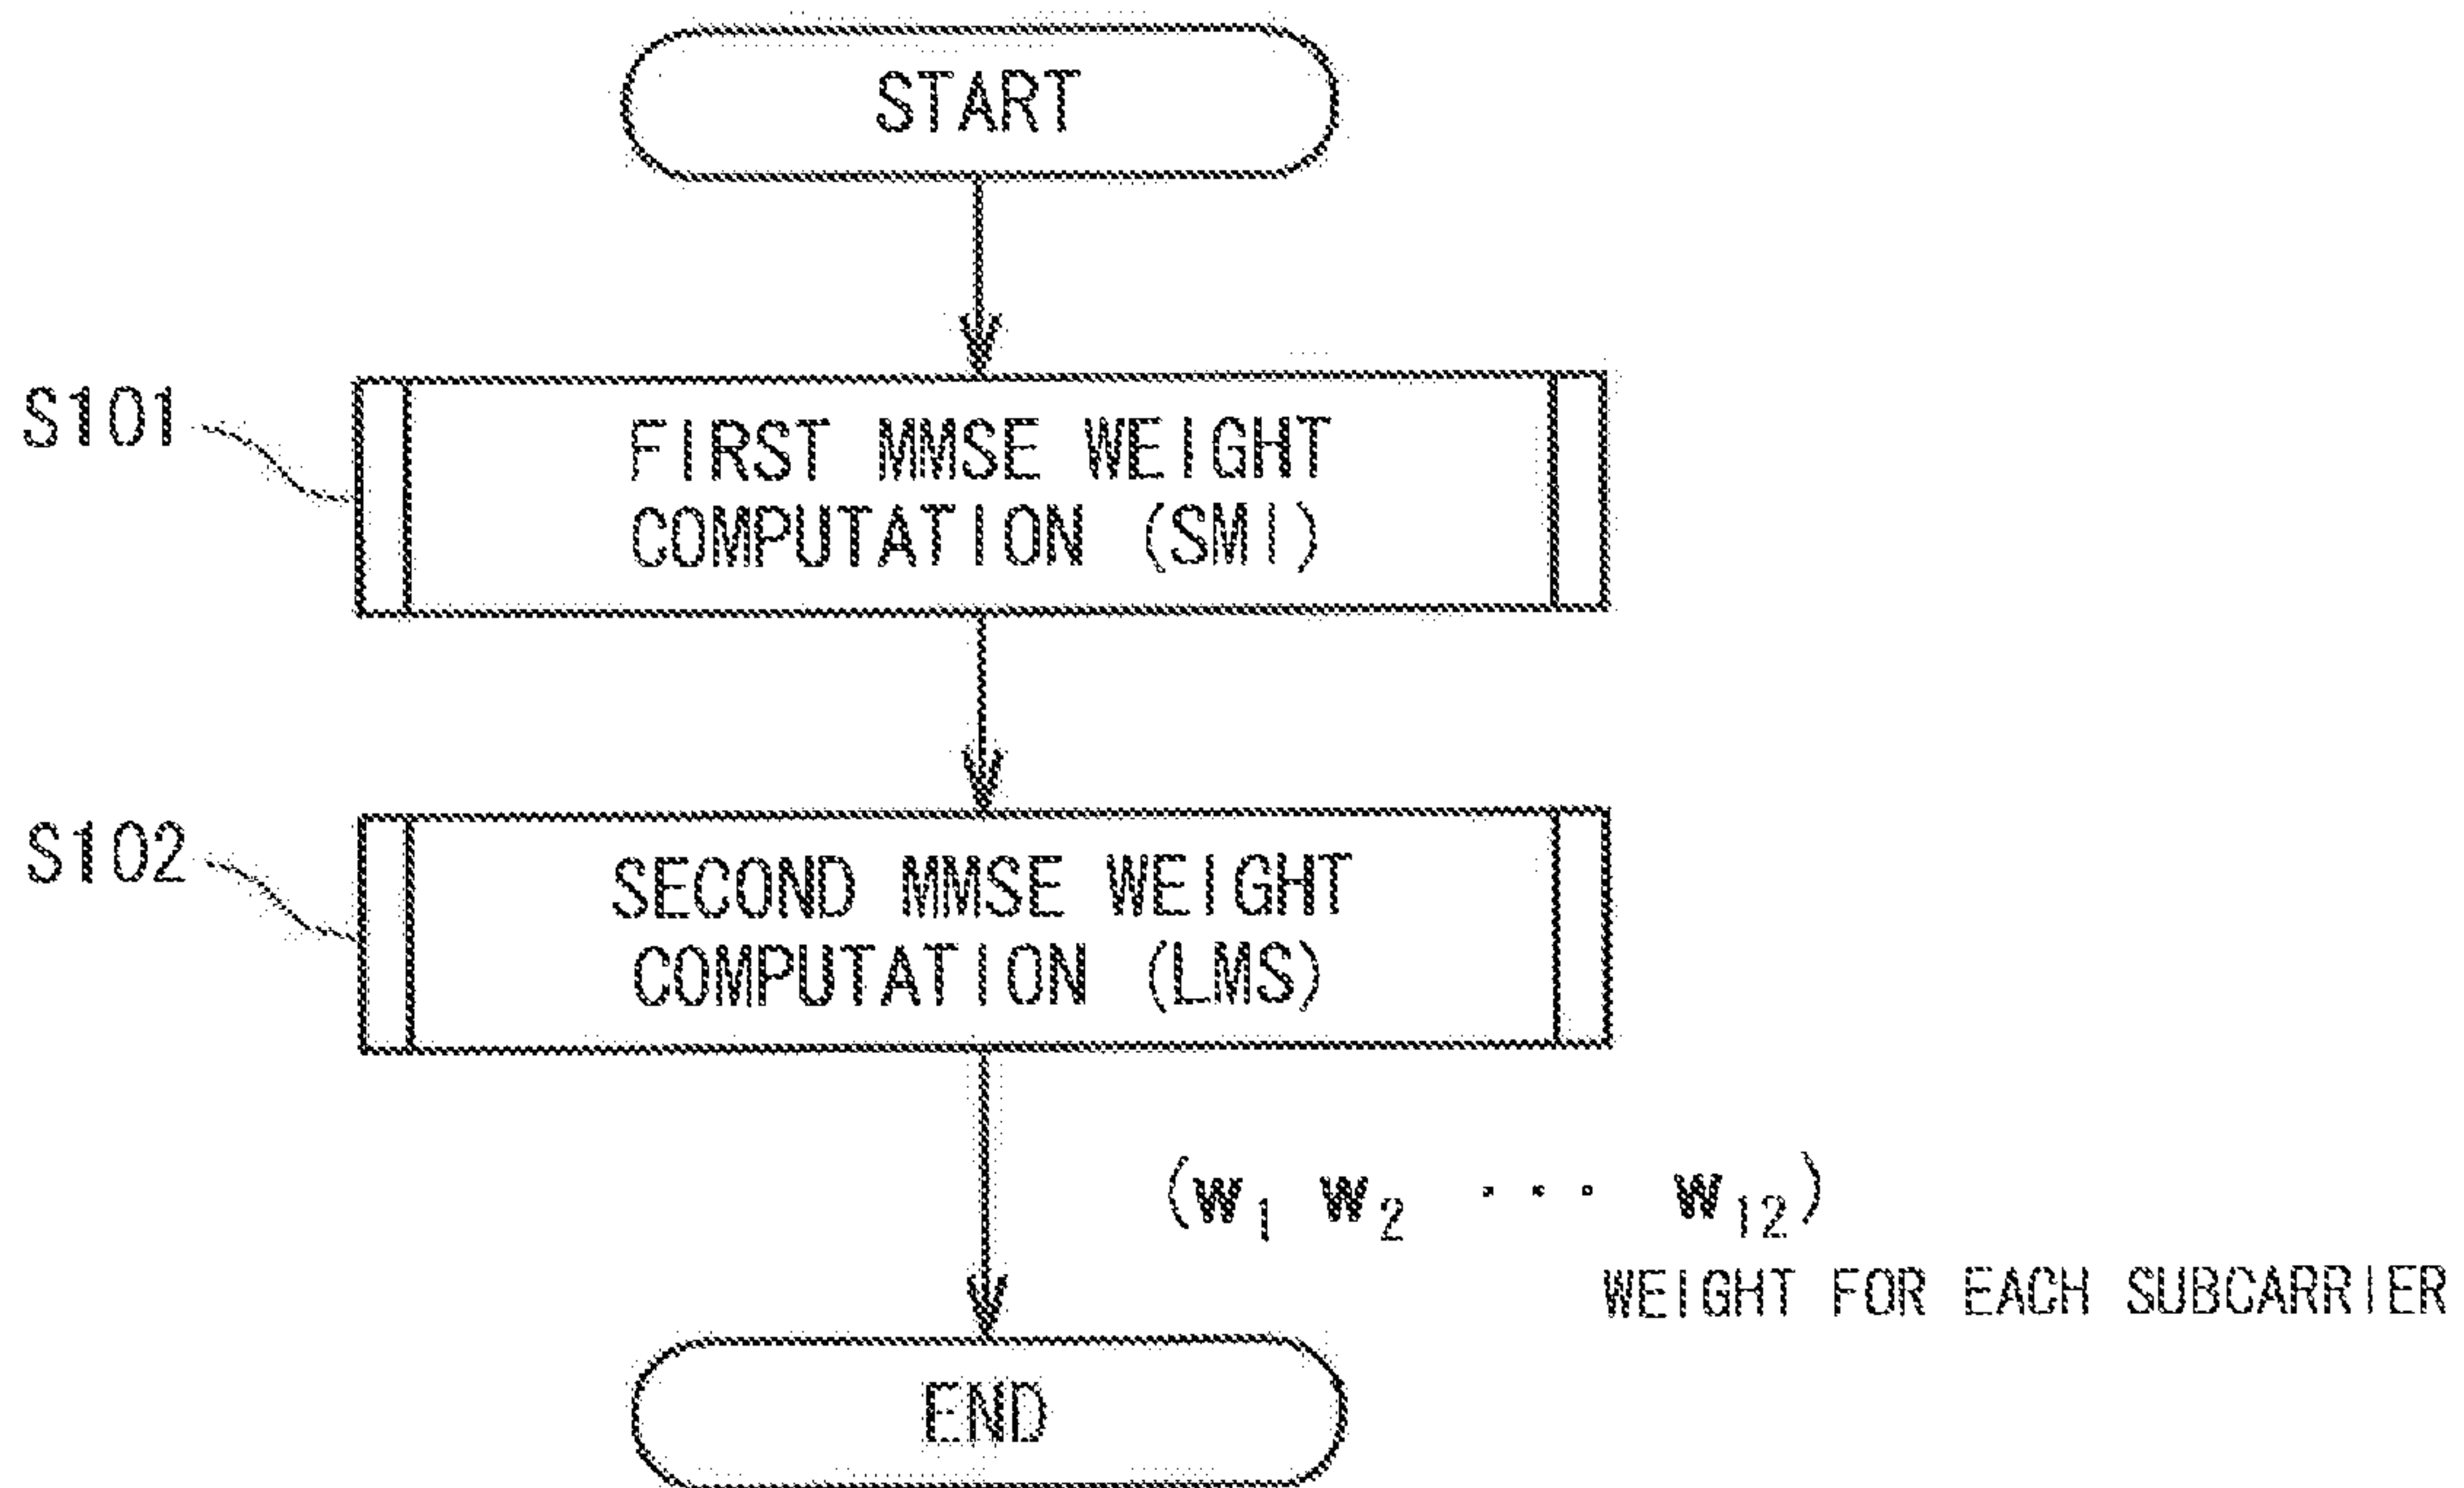 START
S101
FIRST MMSE WEIGHT
COMPUTATION (SMI)
S102
SECOND MMSE WEIGHT
COMPUTATION (LMS)
(w₁ w₂ ··· w₁₂)
WEIGHT FOR EACH SUBCARRIER
END